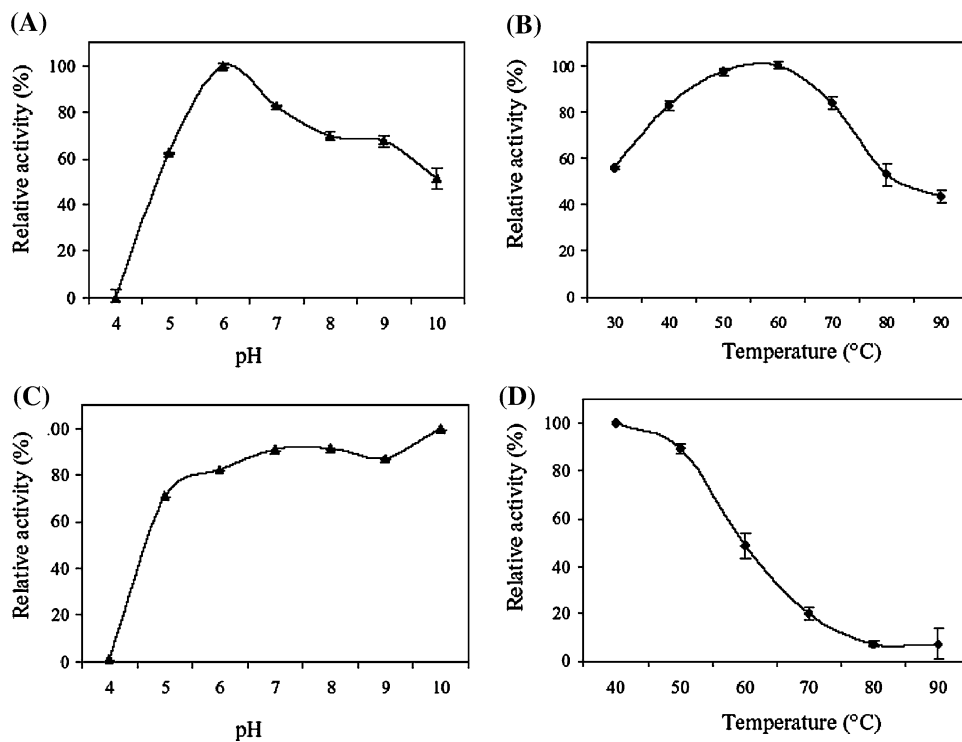 (A)
Relative activity (%)
100
80
60
40
20
0
4 5 6 7 8 9 10
pH
(B)
Relative activity (%)
100
80
60
40
20
0
30 40 50 60 70 80 90
Temperature (°C)
(C)
Relative activity (%)
.00
80
60
40
20
0
4 5 6 7 8 9 10
pH
(D)
Relative activity (%)
100
80
60
40
20
0
40 50 60 70 80 90
Temperature (°C)